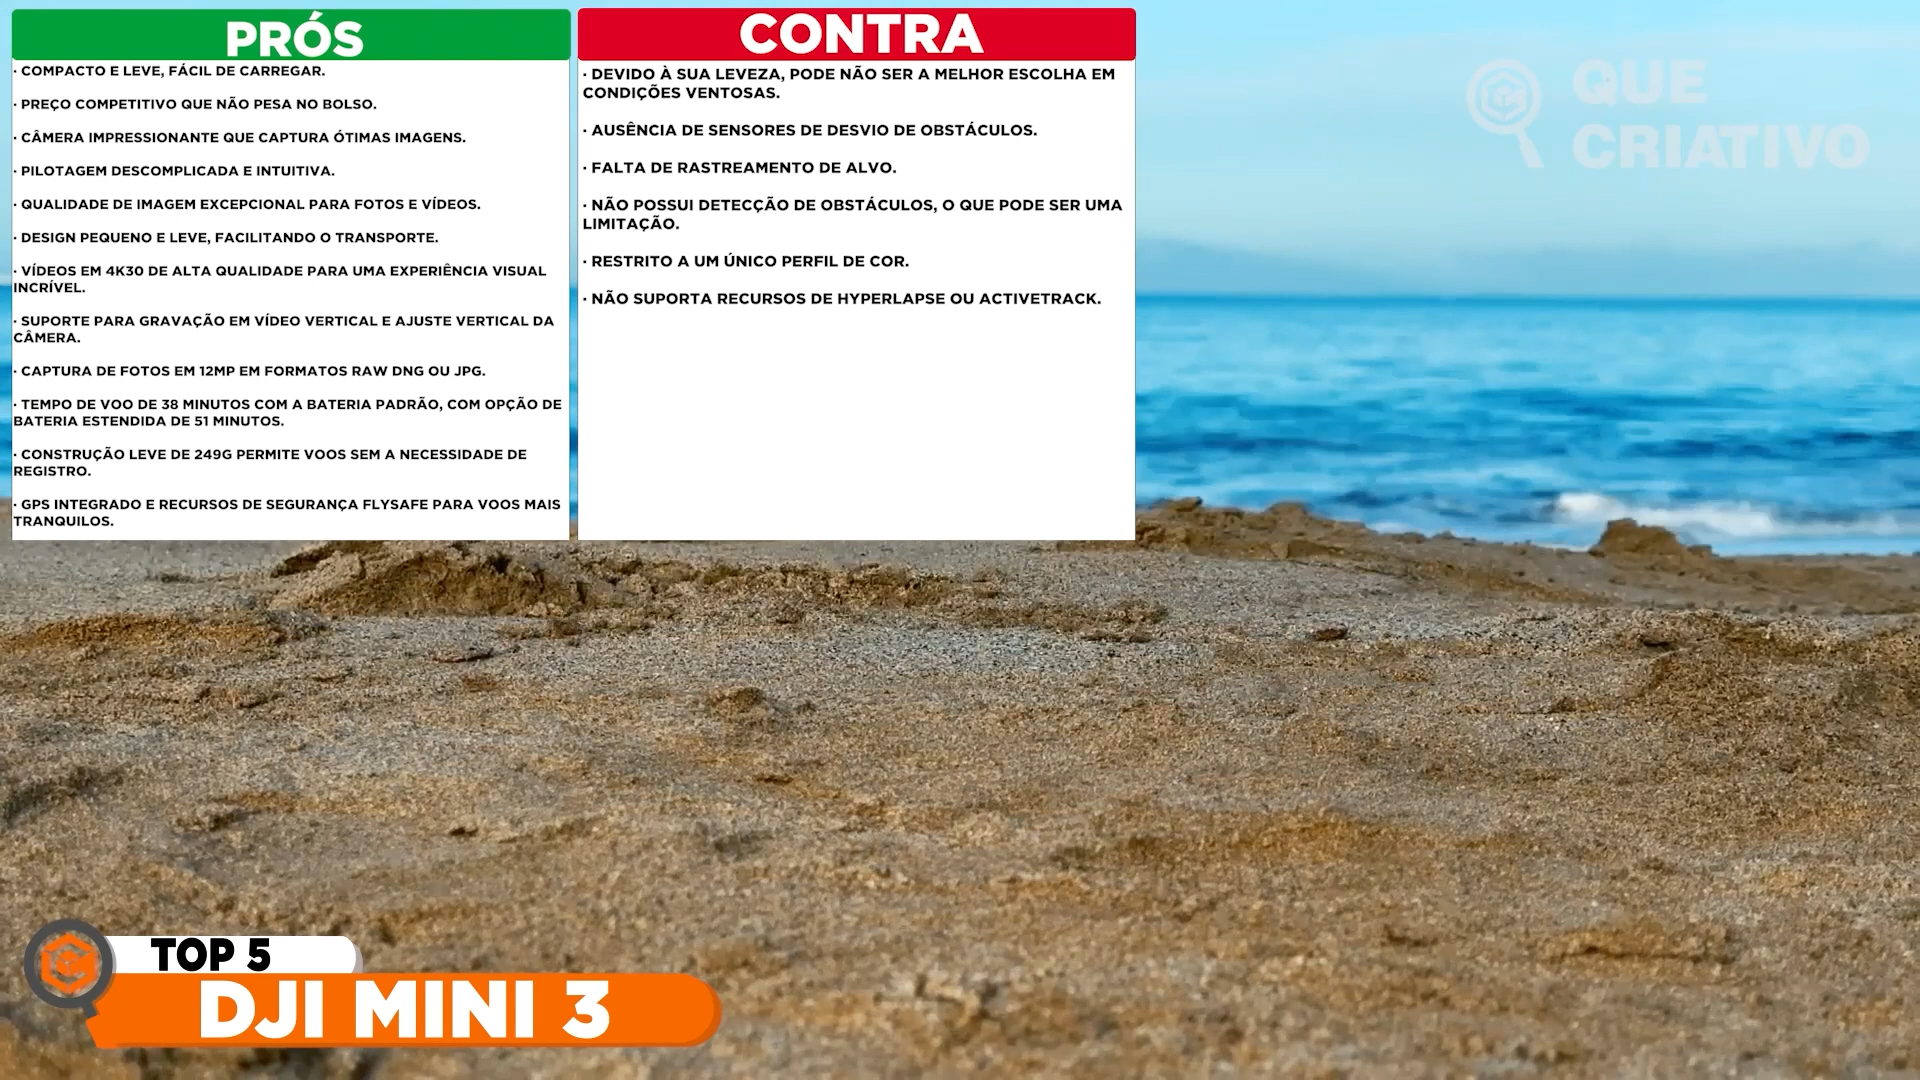 PRÓS
· COMPACTO E LEVE, FÁCIL DE CARREGAR.
· PREÇO COMPETITIVO QUE NÃO PESA NO BOLSO.
· CÂMERA IMPRESSIONANTE QUE CAPTURA ÓTIMAS IMAGENS.
· PILOTAGEM DESCOMPLICADA E INTUITIVA.
· QUALIDADE DE IMAGEM EXCEPCIONAL PARA FOTOS E VÍDEOS.
· DESIGN PEQUENO E LEVE, FACILITANDO O TRANSPORTE.
· VÍDEOS EM 4K30 DE ALTA QUALIDADE PARA UMA EXPERIÊNCIA VISUAL
INCRÍVEL.
· SUPORTE PARA GRAVAÇÃO EM VÍDEO VERTICAL E AJUSTE VERTICAL DA
CÂMERA.
· CAPTURA DE FOTOS EM 12MP EM FORMATOS RAW DNG OU JPG.
· TEMPO DE VOO DE 38 MINUTOS COM A BATERIA PADRÃO, COM OPÇÃO DE
BATERIA ESTENDIDA DE 51 MINUTOS.
· CONSTRUÇÃO LEVE DE 249G PERMITE VOOS SEM A NECESSIDADE DE
REGISTRO.
· GPS INTEGRADO E RECURSOS DE SEGURANÇA FLYSAFE PARA VOOS MAIS
TRANQUILOS.
CONTRA
· DEVIDO À SUA LEVEZA, PODE NÃO SER A MELHOR ESCOLHA EM
CONDIÇÕES VENTOSAS.
· AUSÊNCIA DE SENSORES DE DESVIO DE OBSTÁCULOS.
· FALTA DE RASTREAMENTO DE ALVO.
· NÃO POSSUI DETECÇÃO DE OBSTÁCULOS, O QUE PODE SER UMA
LIMITAÇÃO.
· RESTRITO A UM ÚNICO PERFIL DE COR.
· NÃO SUPORTA RECURSOS DE HYPERLAPSE OU ACTIVETRACK.
QUE
CRIATIVO
TOP 5
DJI MINI 3